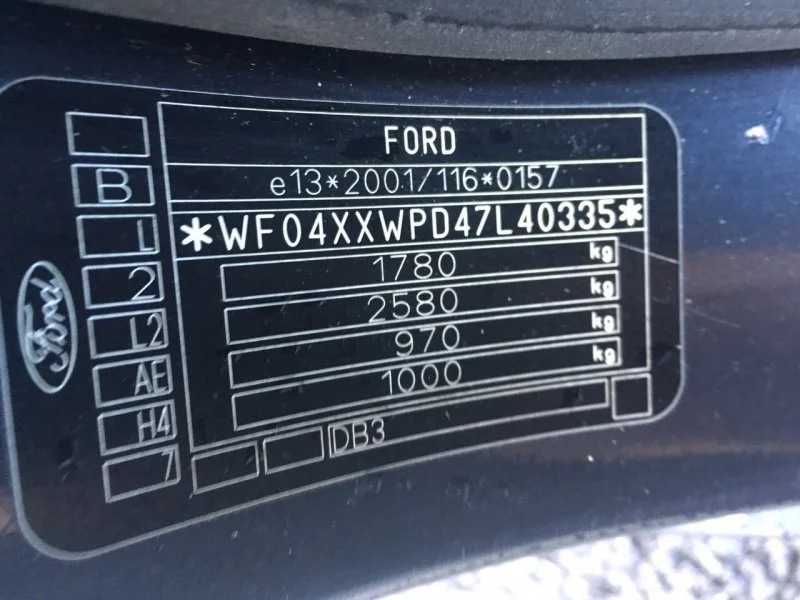 FORD
e13*2001/116*0157
*WF04XXWPD47L40335*
1780 kg
2580 kg
970 kg
1000 kg
DB3
B
L
2
L2
AE
H4
7
Ford